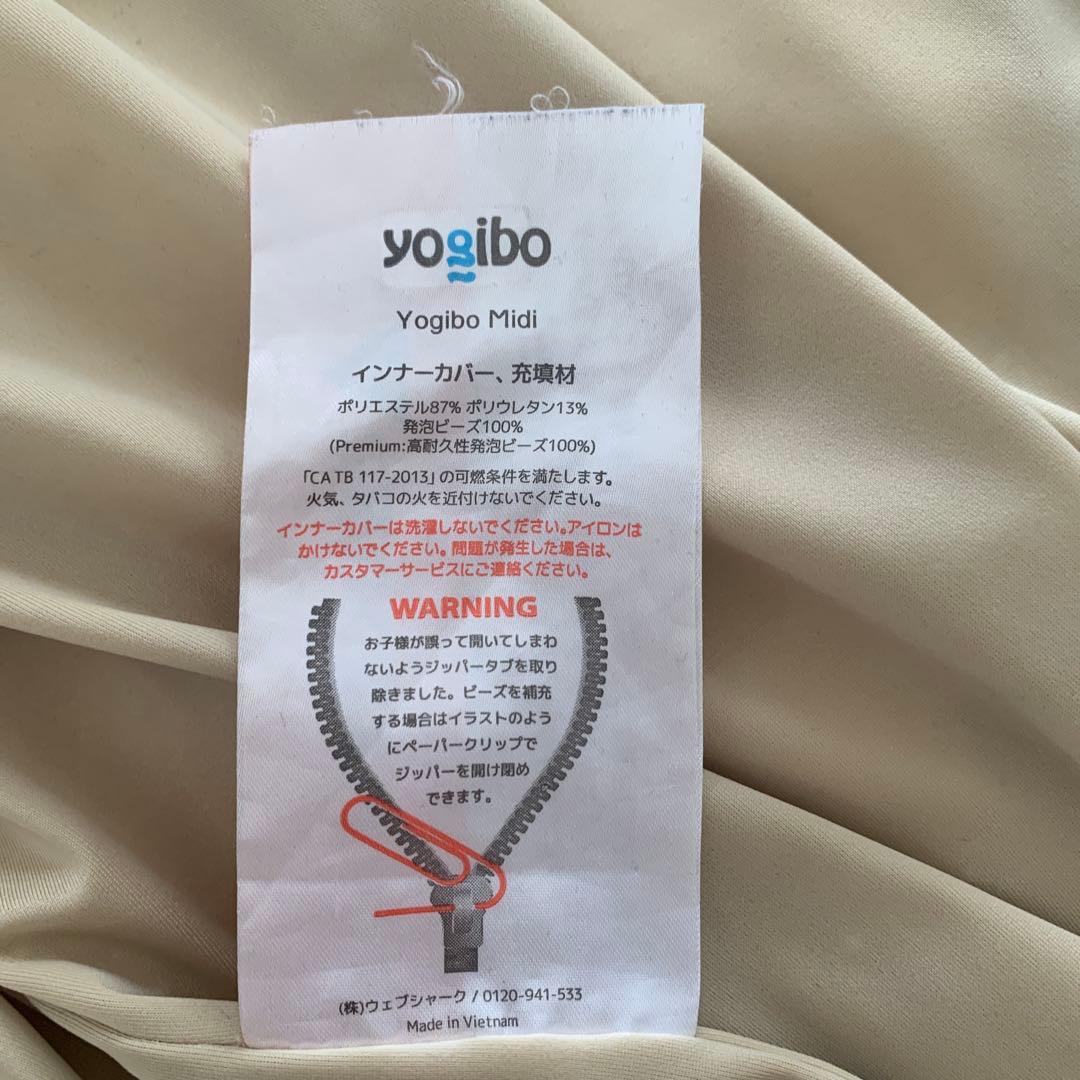 yogibo
Yogibo Midi
インナーカバー、充填材
ポリエステル87% ポリウレタン13%
発泡ビーズ100%
(Premium:高耐久性発泡ビーズ100%)
「CA TB 117-2013」の可燃条件を満たします。
火気、タバコの火を近付けないでください。
インナーカバーは洗濯しないでください。アイロンは
かけないでください。問題が発生した場合は、
カスタマーサービスにご連絡ください。
WARNING
お子様が誤って開いてしまわ
ないようジッパータブを取り
除きました。ビーズを補充
する場合はイラストのよう
にペーパークリップで
ジッパーを開け閉め
できます。
(株)ウェブシャーク / 0120-941-533
Made in Vietnam